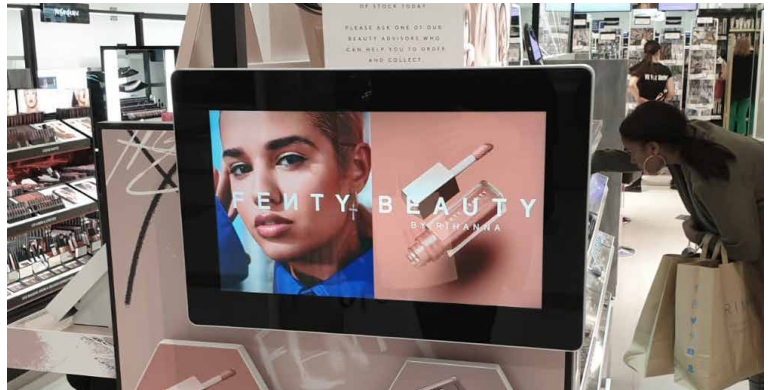 OF STOCK TODAY
PLEASE ASK ONE OF OUR
BEAUTY ADVISORS WHO
CAN HELP YOU TO ORDER
AND COLLECT
FENTY BEAUTY
BY RIHANNA